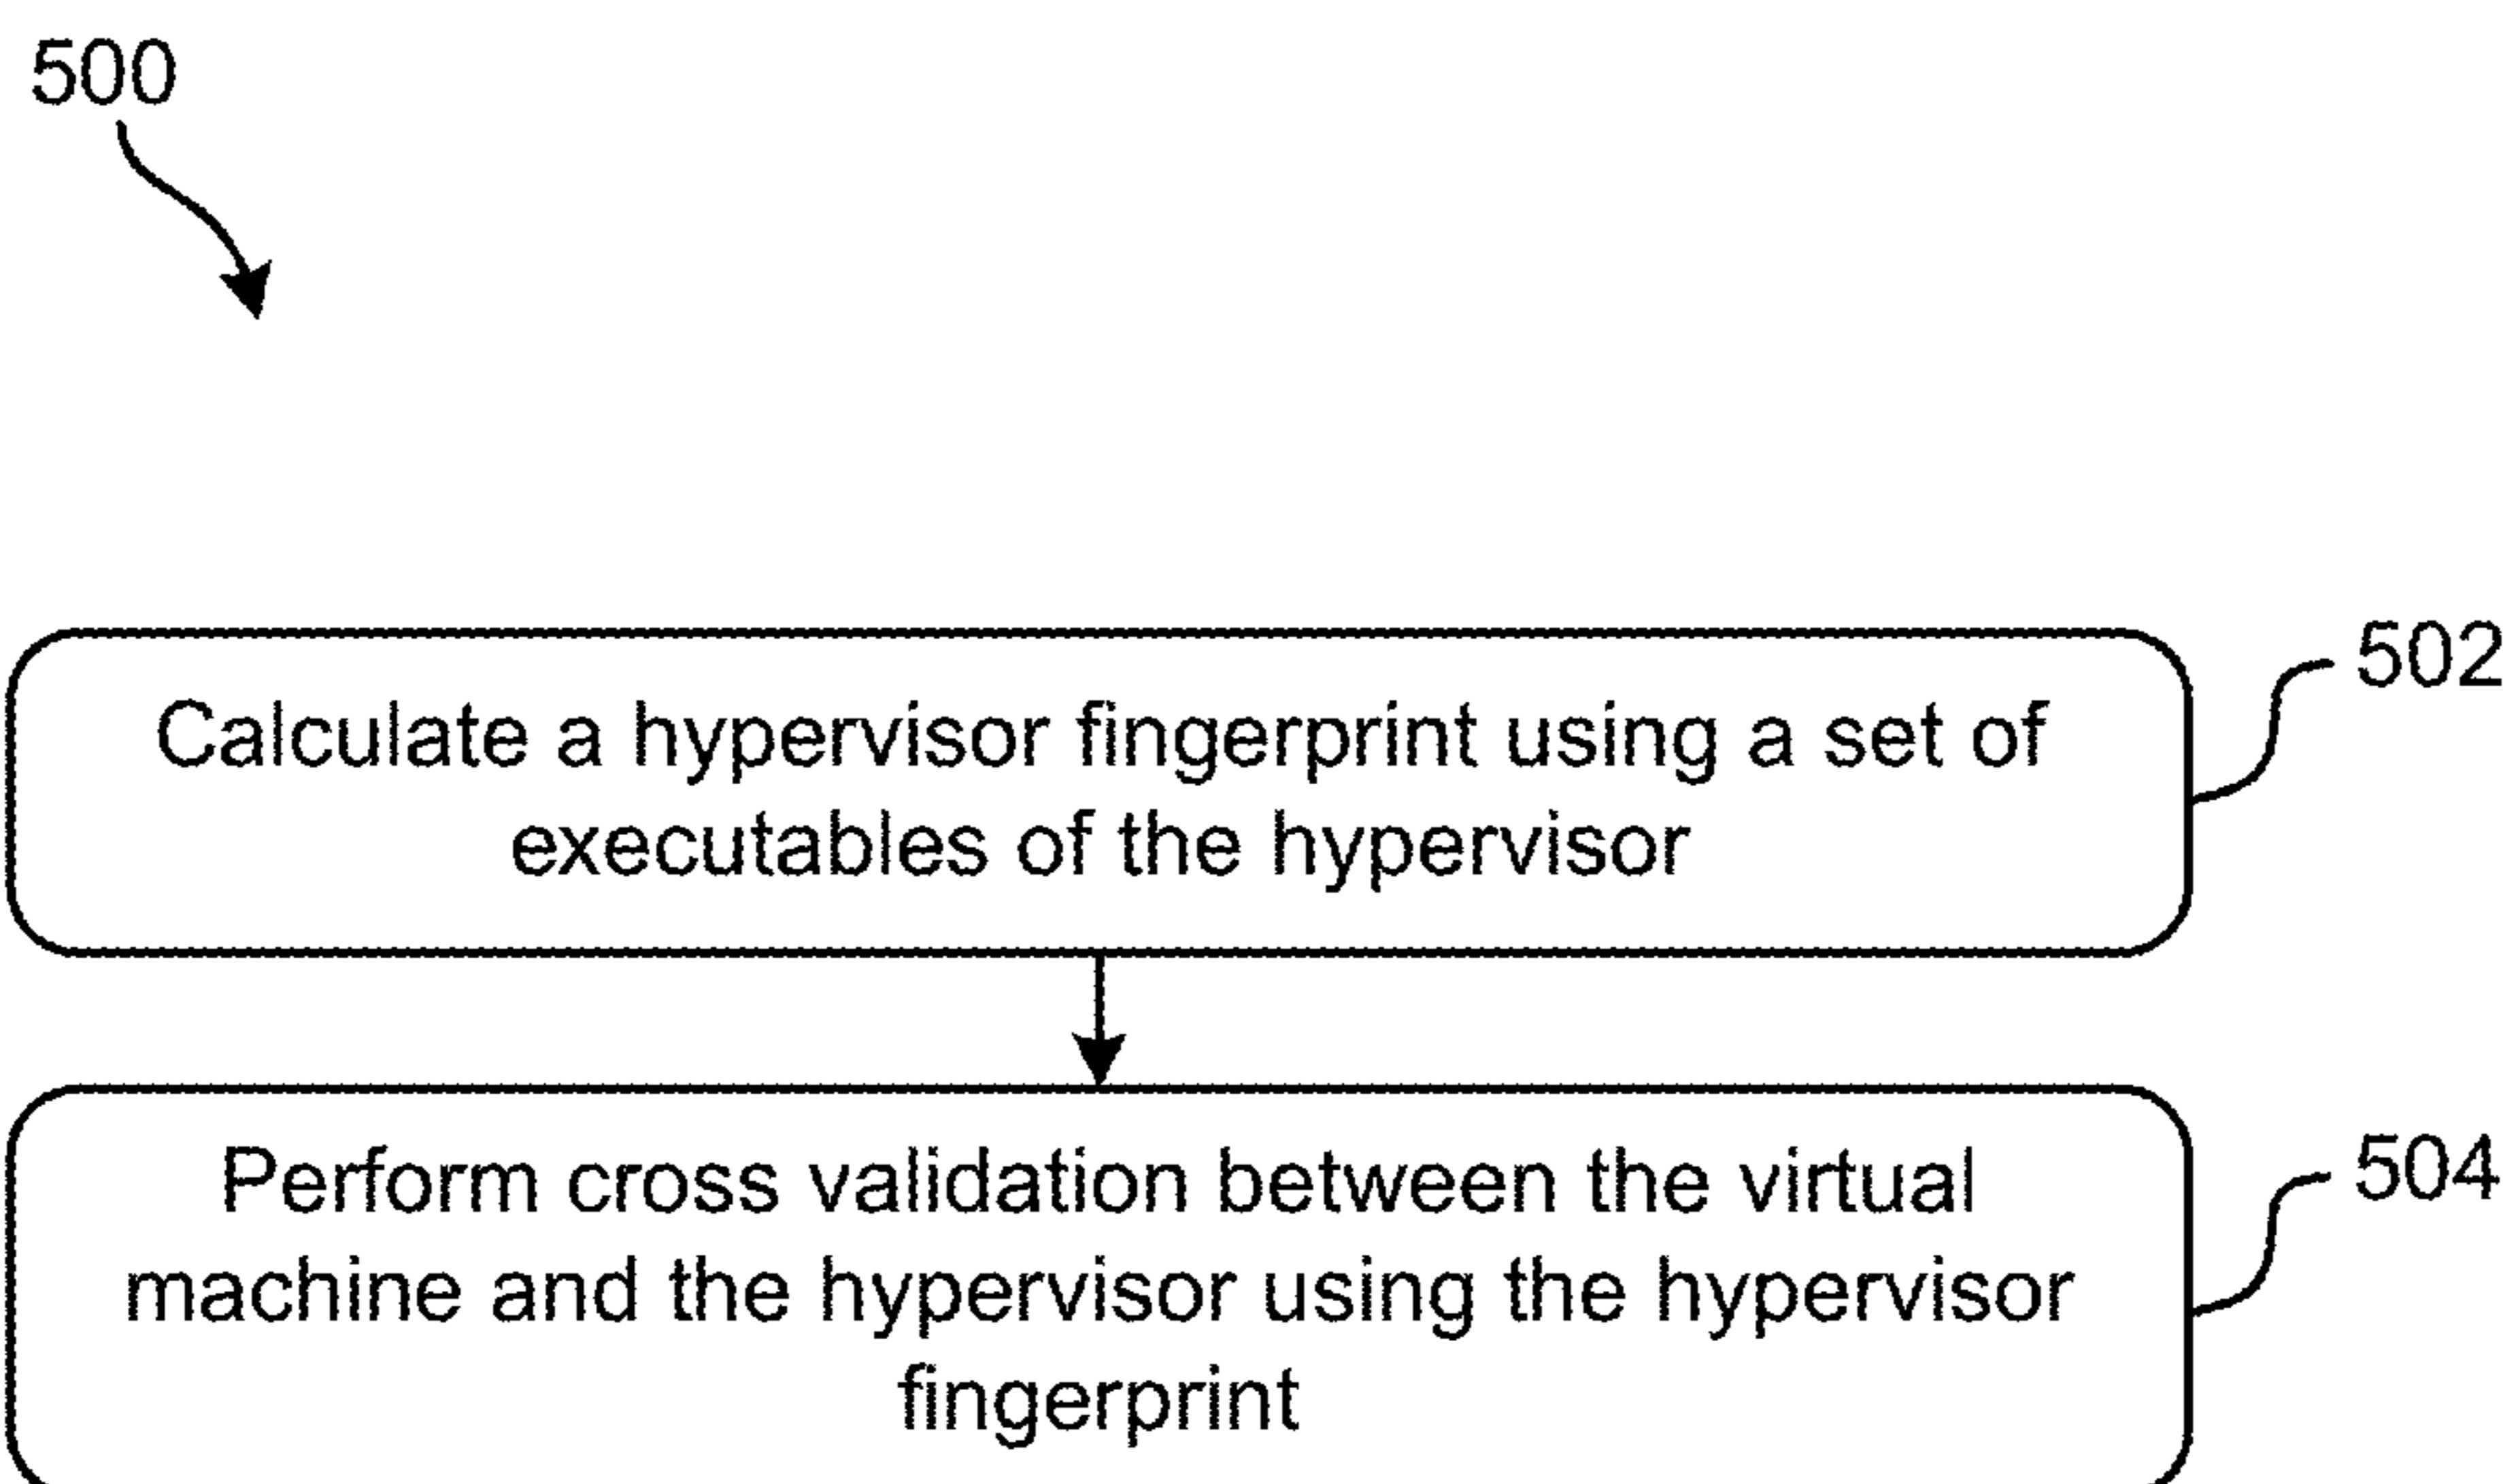 500
502
Calculate a hypervisor fingerprint using a set of
executables of the hypervisor
504
Perform cross validation between the virtual
machine and the hypervisor using the hypervisor
fingerprint